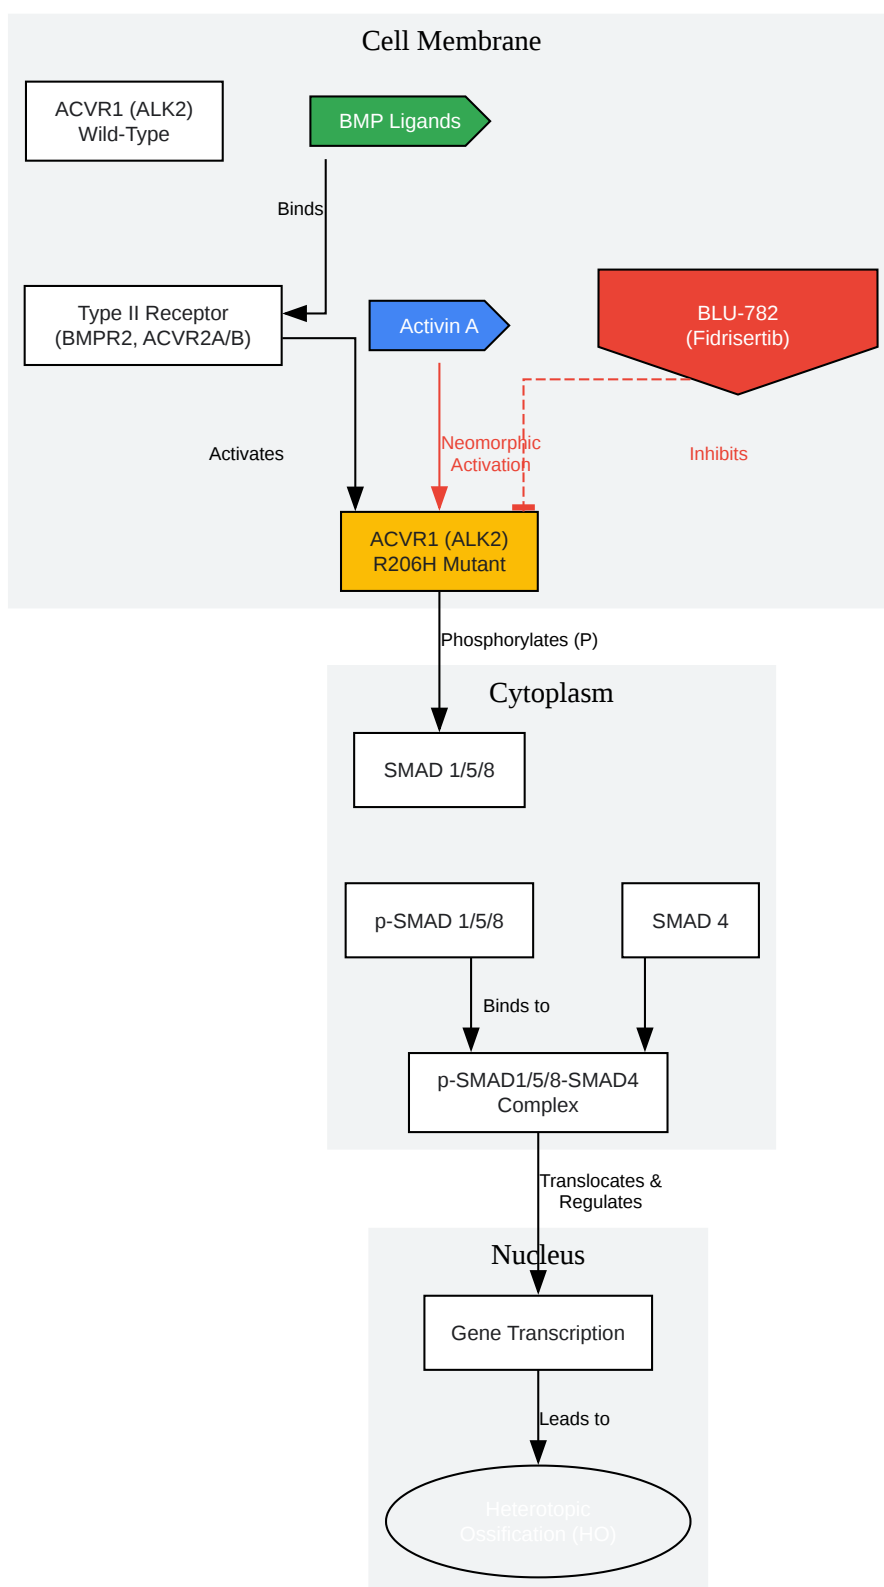 Cell Membrane
ACVR1 (ALK2)
Wild-Type
BMP Ligands
Binds
Type II Receptor
(BMPR2, ACVR2A/B)
Activin A
BLU-782
(Fidrisertib)
Activates
Neomorphic
Activation
Inhibits
ACVR1 (ALK2)
R206H Mutant
Phosphorylates (P)
Cytoplasm
SMAD 1/5/8
p-SMAD 1/5/8
SMAD 4
Binds to
p-SMAD1/5/8-SMAD4
Complex
Translocates &
Regulates
Nucleus
Gene Transcription
Leads to
Heterotopic
Ossification (HO)